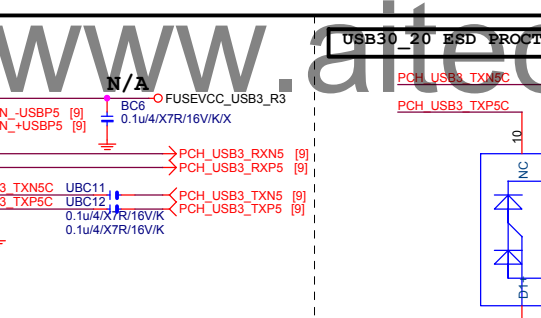 www.aitec
USB30_20 ESD PROCT
N/A
FUSEVCC_USB3_R3
BC6
0.1u/4/X7R/16V/K/X
N_-USBP5 [9]
N_+USBP5 [9]
PCH_USB3_TXN5C
PCH_USB3_TXP5C
10
NC
PCH_USB3_RXN5 [9]
PCH_USB3_RXP5 [9]
3_TXN5C UBC11 PCH_USB3_TXN5 [9]
3_TXP5C UBC12 PCH_USB3_TXP5 [9]
0.1u/4/X7R/16V/K
0.1u/4/X7R/16V/K
D1+